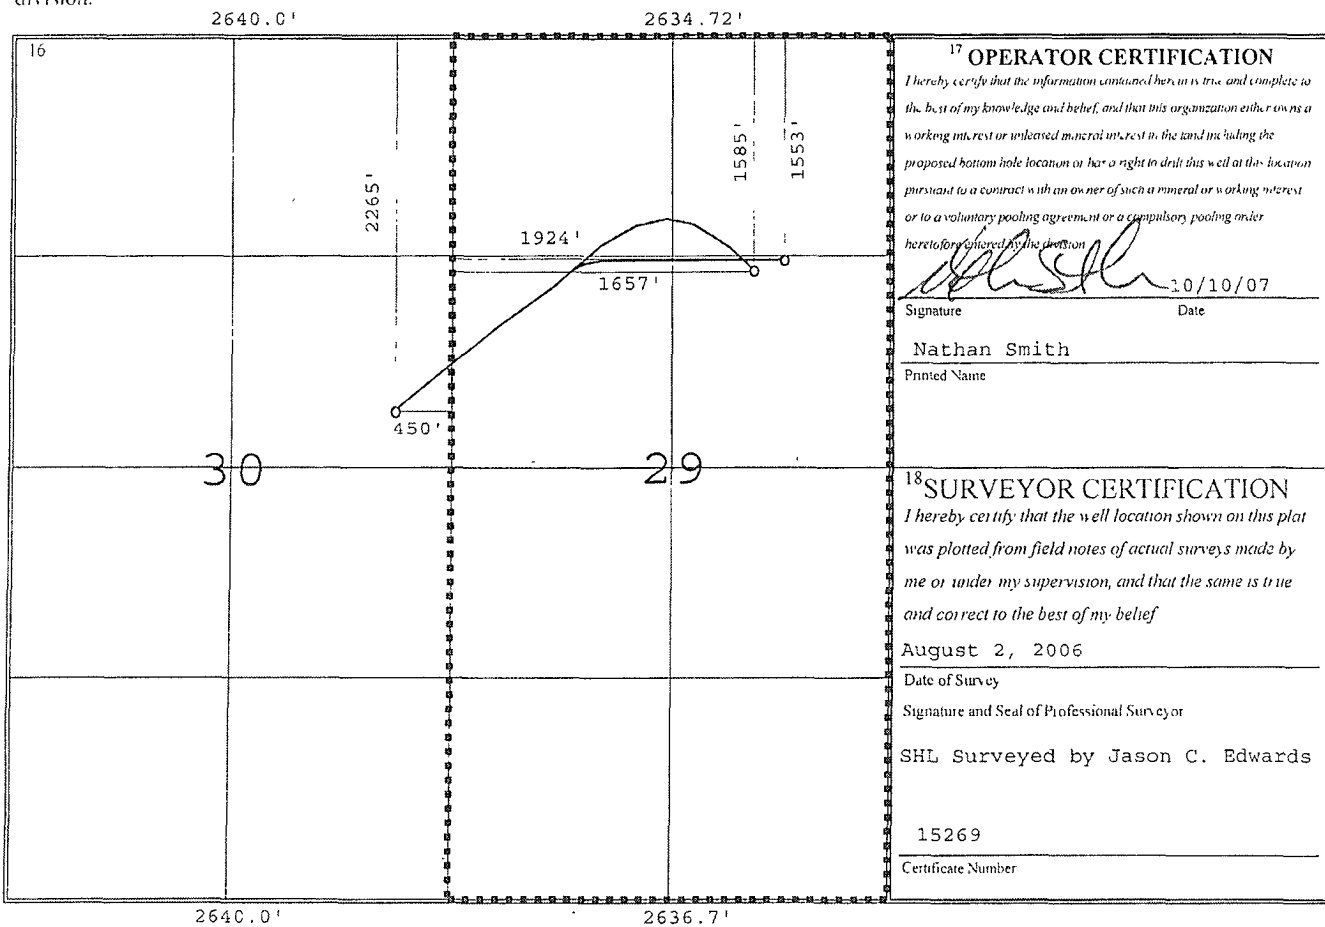 division.
2640.0'
2634.72'
16
2265'
1585'
1553'
1924'
1657'
450'
30
29
2640.0'
2636.7'
17 OPERATOR CERTIFICATION
I hereby certify that the information contained herein is true and complete to
the best of my knowledge and belief, and that this organization either owns a
working interest or unleased mineral interest in the land including the
proposed bottom hole location or has a right to drill this well at this location
pursuant to a contract with an owner of such a mineral or working interest
or to a voluntary pooling agreement or a compulsory pooling order
heretofore entered by the division
10/10/07
Signature Date
Nathan Smith
Printed Name
18 SURVEYOR CERTIFICATION
I hereby certify that the well location shown on this plat
was plotted from field notes of actual surveys made by
me or under my supervision, and that the same is true
and correct to the best of my belief
August 2, 2006
Date of Survey
Signature and Seal of Professional Surveyor
SHL Surveyed by Jason C. Edwards
15269
Certificate Number